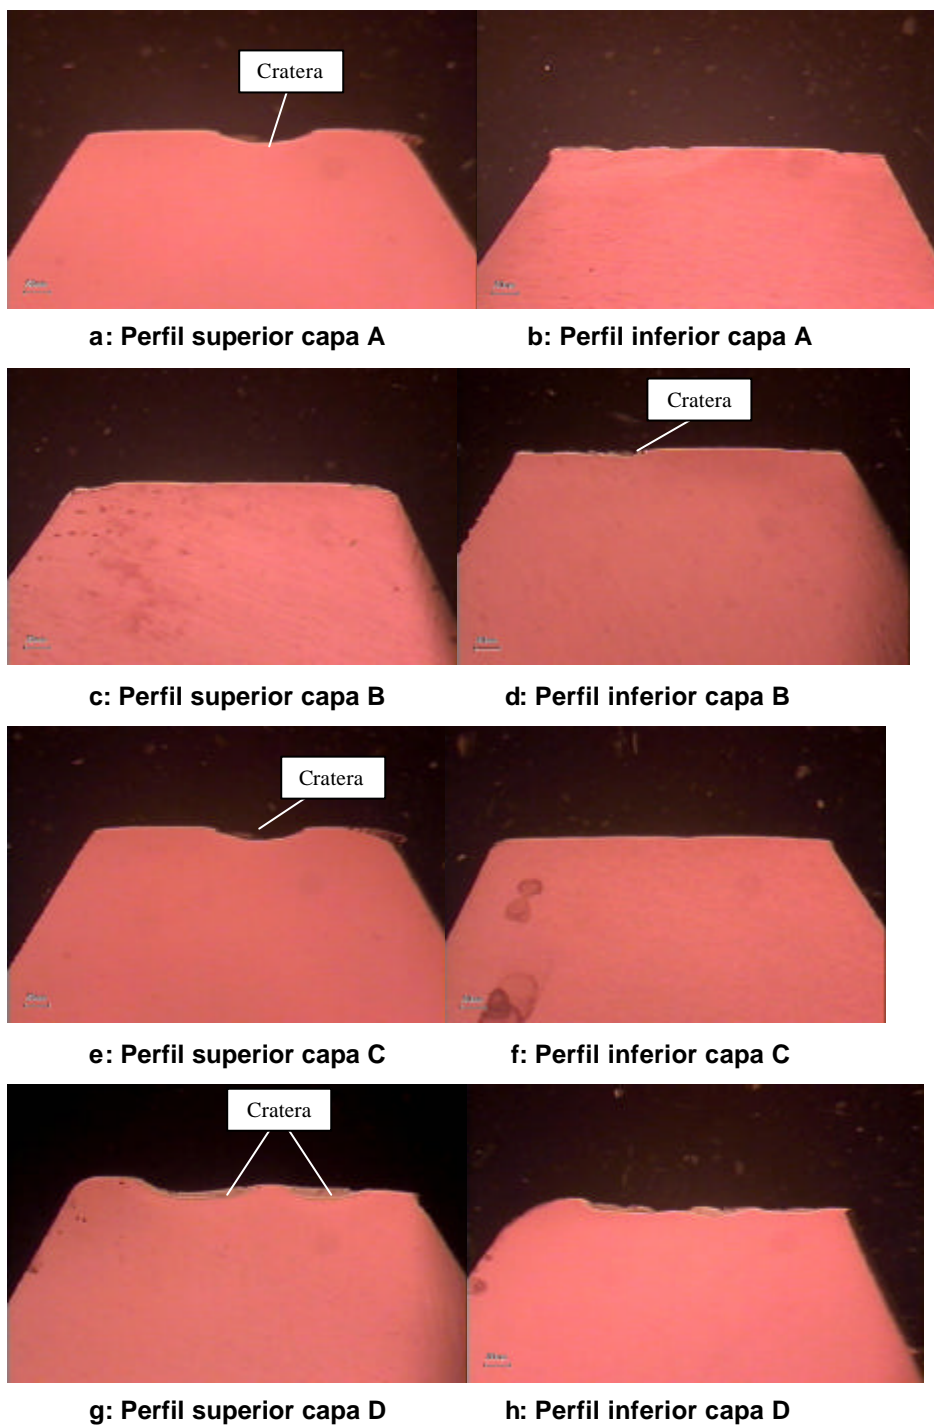 Cratera
a: Perfil superior capa A
b: Perfil inferior capa A
Cratera
c: Perfil superior capa B
d: Perfil inferior capa B
Cratera
e: Perfil superior capa C
f: Perfil inferior capa C
Cratera
g: Perfil superior capa D
h: Perfil inferior capa D